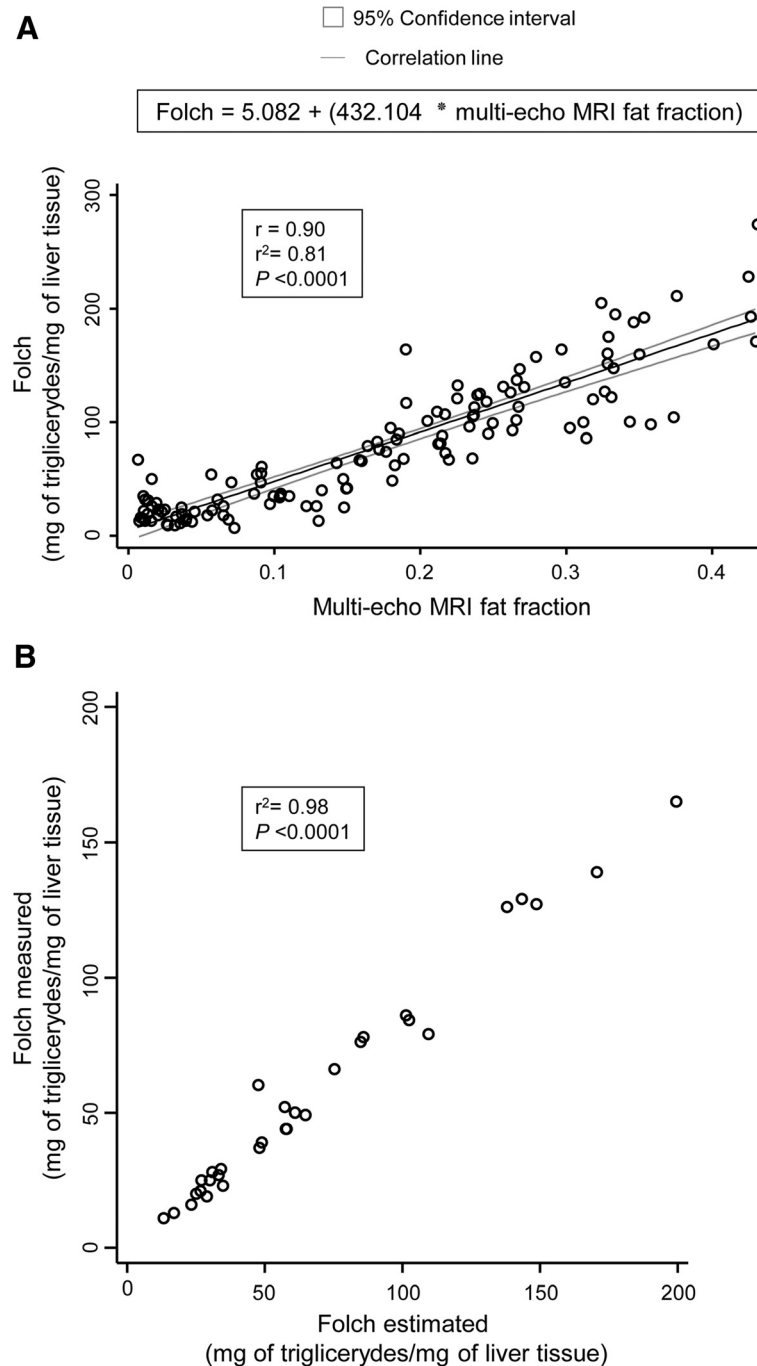 A
95% Confidence interval
Correlation line
Folch = 5.082 + (432.104 * multi-echo MRI fat fraction)
Folch
(mg of triglicerydes/mg of liver tissue)
300
200
100
0
r = 0.90
r²= 0.81
P <0.0001
0 0.1 0.2 0.3 0.4
Multi-echo MRI fat fraction
B
Folch measured
(mg of triglicerydes/mg of liver tissue)
200
150
100
50
0
r²= 0.98
P <0.0001
0 50 100 150 200
Folch estimated
(mg of triglicerydes/mg of liver tissue)